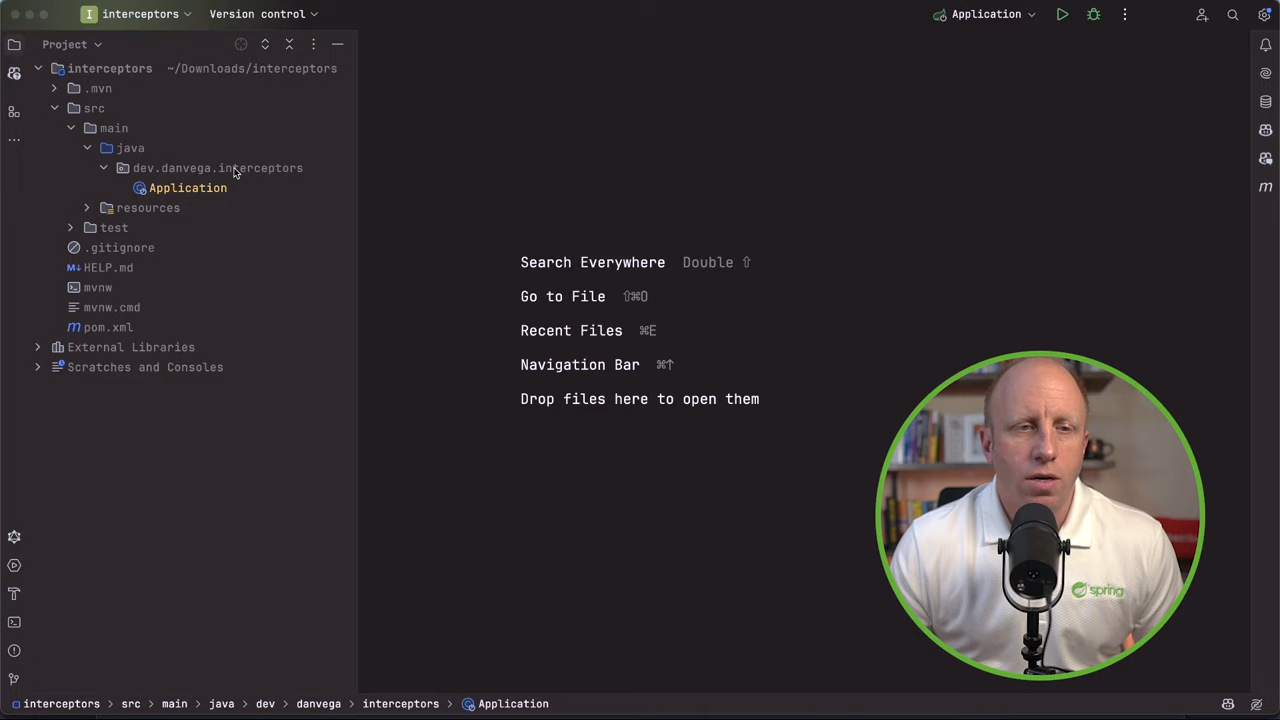 I interceptors
Version control
Application
Project
interceptors ~/Downloads/interceptors
.mvn
src
main
java
dev.danvega.interceptors
Application
resources
test
.gitignore
M↓ HELP.md
mvnw
mvnw.cmd
m pom.xml
External Libraries
Scratches and Consoles
Search Everywhere Double ⇧
Go to File ⇧⌘O
Recent Files ⌘E
Navigation Bar ⌘↑
Drop files here to open them
m
spring
interceptors > src > main > java > dev > danvega > interceptors > Application